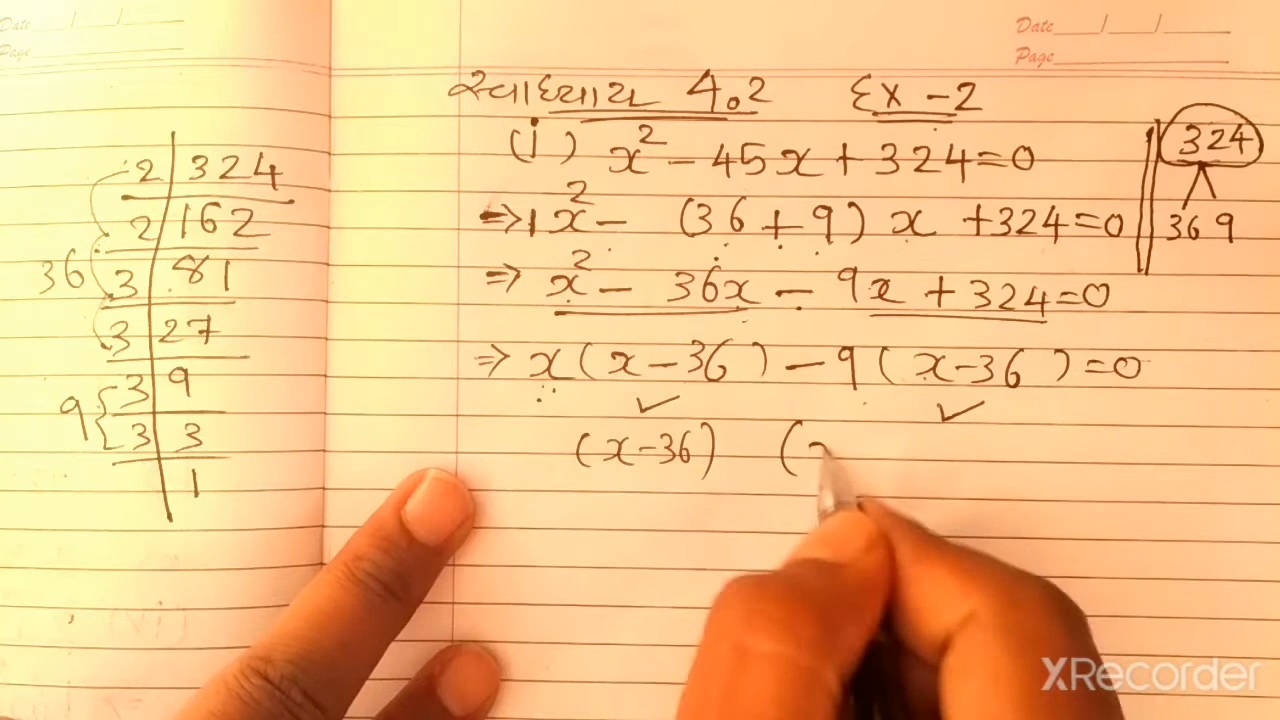 Date / /
Page
Date / /
Page
સ્વાધ્યાય 4.2 Ex-2
(i) x² - 45x + 324 = 0
⇒ 1x² - (36 + 9) x + 324 = 0
⇒ x² - 36x - 9x + 324 = 0
⇒ x (x - 36) - 9 (x - 36) = 0
✓ ✓
(x - 36) (
324
36 9
2 | 324
2 | 162
36 3 | 81
3 | 27
9 { 3 | 9
3 | 3
1
XRecorder